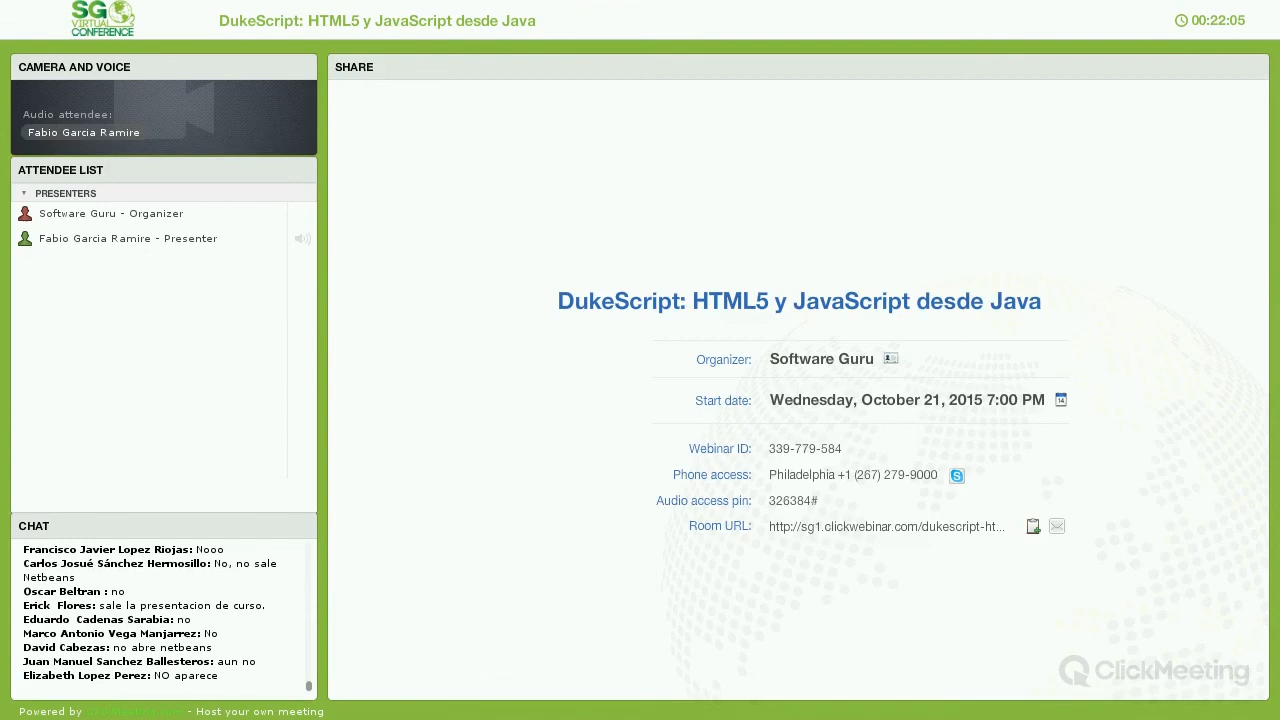 SG
VIRTUAL
CONFERENCE
DukeScript: HTML5 y JavaScript desde Java
00:22:05
CAMERA AND VOICE
Audio attendee:
Fabio Garcia Ramire
ATTENDEE LIST
PRESENTERS
Software Guru - Organizer
Fabio Garcia Ramire - Presenter
CHAT
Francisco Javier Lopez Riojas: Nooo
Carlos Josué Sánchez Hermosillo: No, no sale
Netbeans
Oscar Beltran : no
Erick Flores: sale la presentacion de curso.
Eduardo Cadenas Sarabia: no
Marco Antonio Vega Manjarrez: No
David Cabezas: no abre netbeans
Juan Manuel Sanchez Ballesteros: aun no
Elizabeth Lopez Perez: NO aparece
Powered by - Host your own meeting
SHARE
DukeScript: HTML5 y JavaScript desde Java
Organizer: Software Guru
Start date: Wednesday, October 21, 2015 7:00 PM
14
Webinar ID: 339-779-584
Phone access: Philadelphia +1 (267) 279-9000
Audio access pin: 326384#
Room URL: http://sg1.clickwebinar.com/dukescript-ht...
ClickMeeting